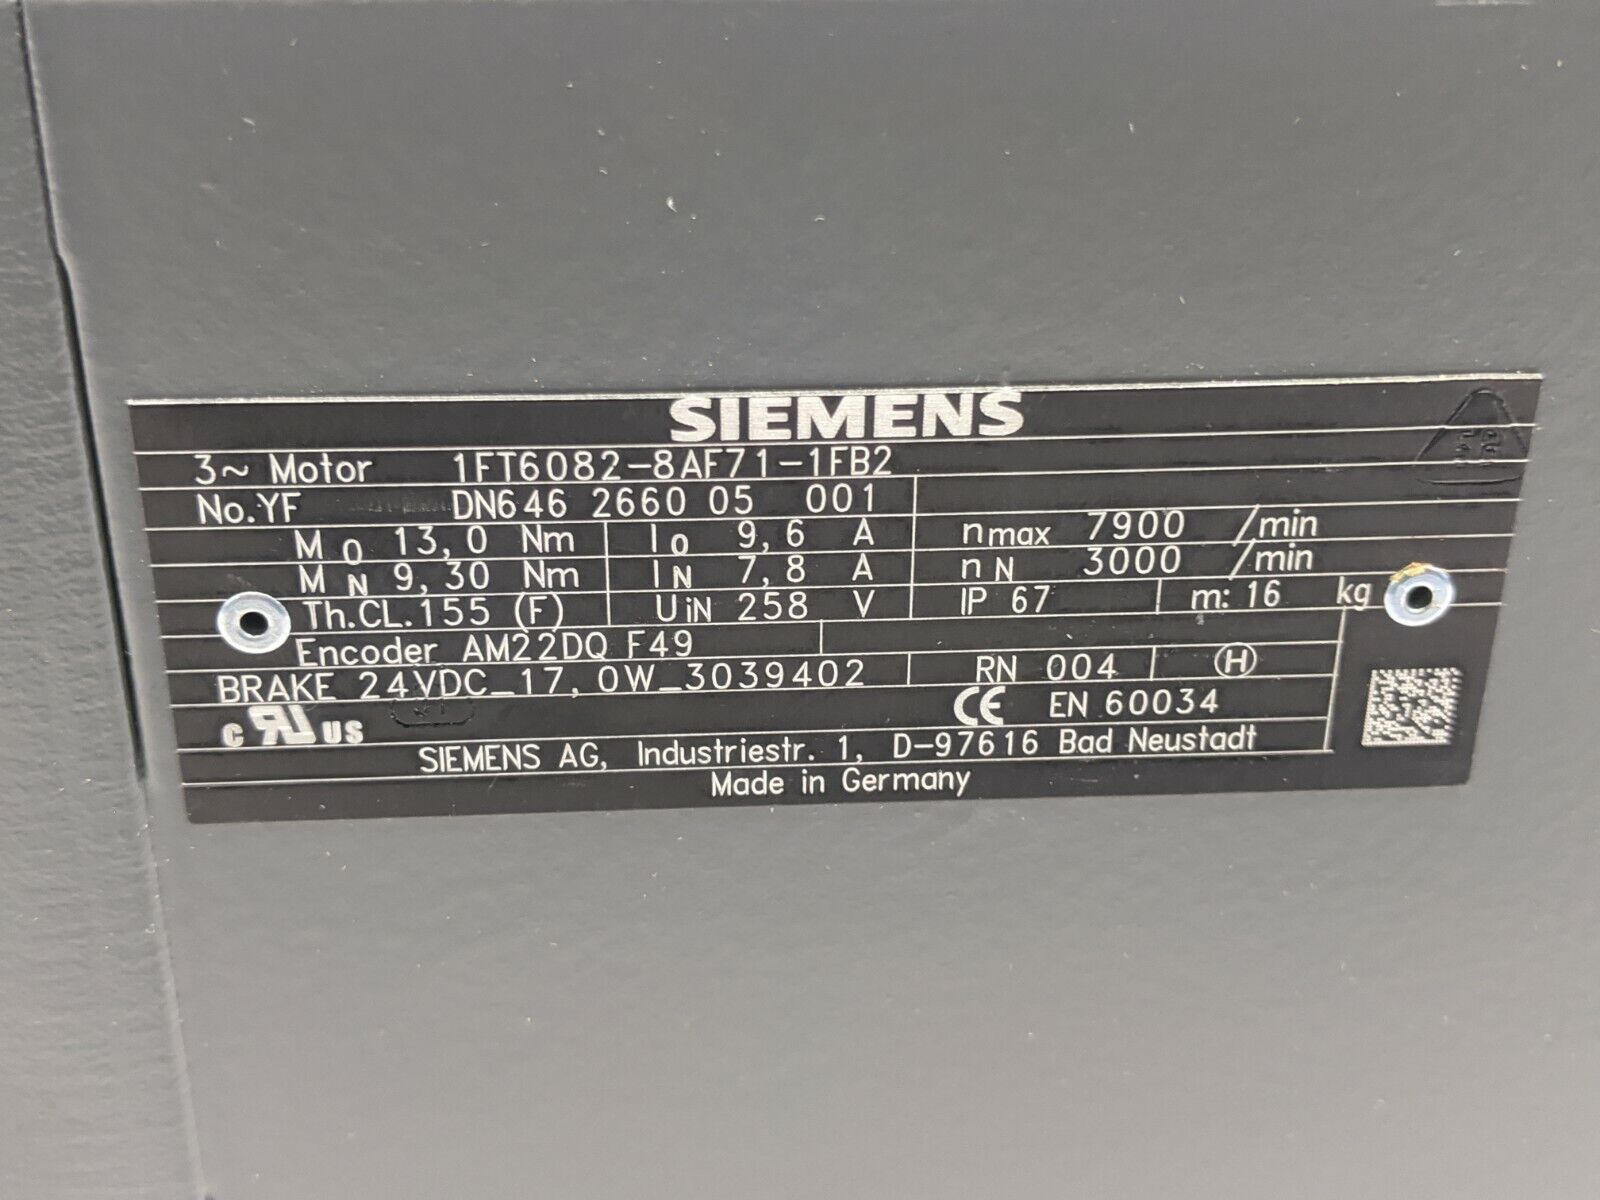 SIEMENS
3~ Motor 1FT6082-8AF71-1FB2
No.YF DN646 2660 05 001
M0 13,0 Nm I0 9,6 A nmax 7900 /min
MN 9,30 Nm IN 7,8 A nN 3000 /min
Th.CL.155 (F) UiN 258 V IP 67 m: 16 kg
Encoder AM22DQ F49
BRAKE 24VDC_17,0W_3039402 RN 004 H
CE EN 60034
c RU US
SIEMENS AG, Industriestr. 1, D-97616 Bad Neustadt
Made in Germany